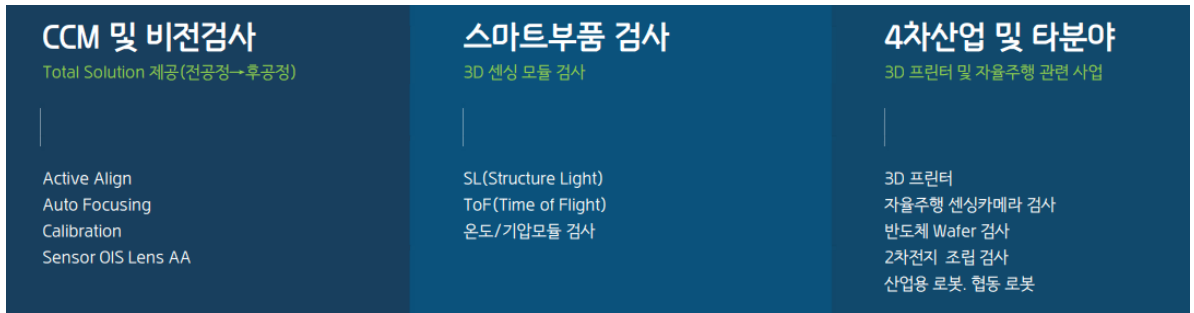 CCM 및 비전검사
Total Solution 제공(전공정→후공정)
Active Align
Auto Focusing
Calibration
Sensor OIS Lens AA
스마트부품 검사
3D 센싱 모듈 검사
SL(Structure Light)
ToF(Time of Flight)
온도/기압모듈 검사
4차산업 및 타분야
3D 프린터 및 자율주행 관련 사업
3D 프린터
자율주행 센싱카메라 검사
반도체 Wafer 검사
2차전지 조립 검사
산업용 로봇. 협동 로봇